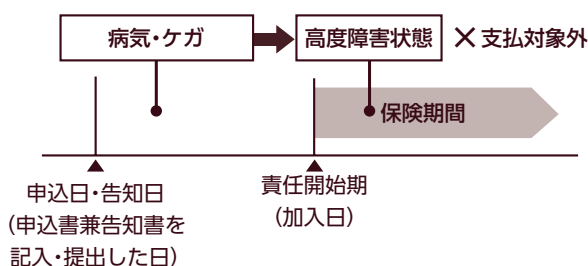 病気・ケガ
高度障害状態
×支払対象外
保険期間
申込日・告知日
(申込書兼告知書を
記入・提出した日)
責任開始期
(加入日)